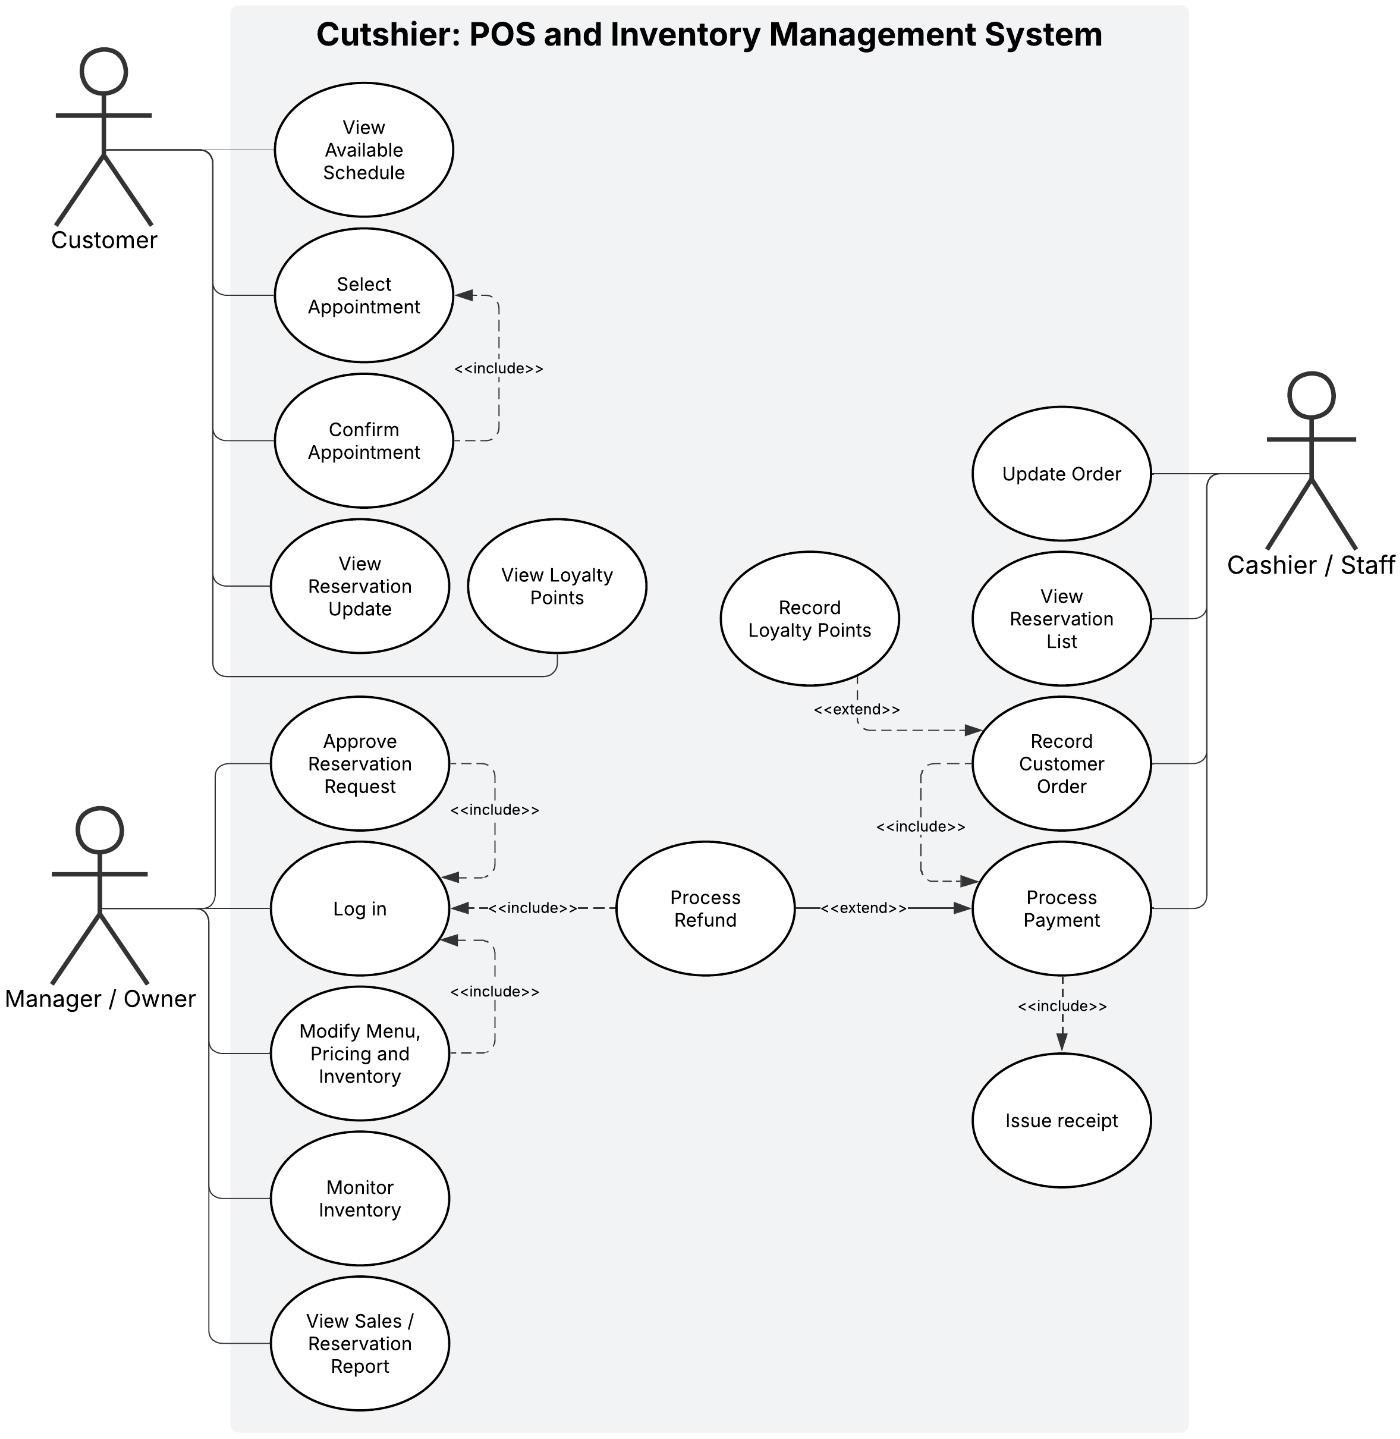 Cutshier: POS and Inventory Management System
Customer
View
Available
Schedule
Select
Appointment
<<include>>
Confirm
Appointment
View
Reservation
Update
View Loyalty
Points
Update Order
Cashier / Staff
Record
Loyalty Points
View
Reservation
List
<<extend>>
Record
Customer
Order
<<include>>
Approve
Reservation
Request
<<include>>
Manager / Owner
Log in
<<include>>
Process
Refund
<<extend>>
Process
Payment
<<include>>
<<include>>
Modify Menu,
Pricing and
Inventory
Issue receipt
Monitor
Inventory
View Sales /
Reservation
Report